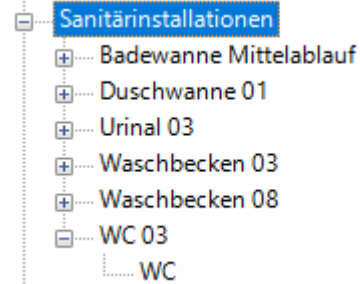 Sanitärinstallationen
Badewanne Mittelablauf
Duschwanne 01
Urinal 03
Waschbecken 03
Waschbecken 08
WC 03
WC